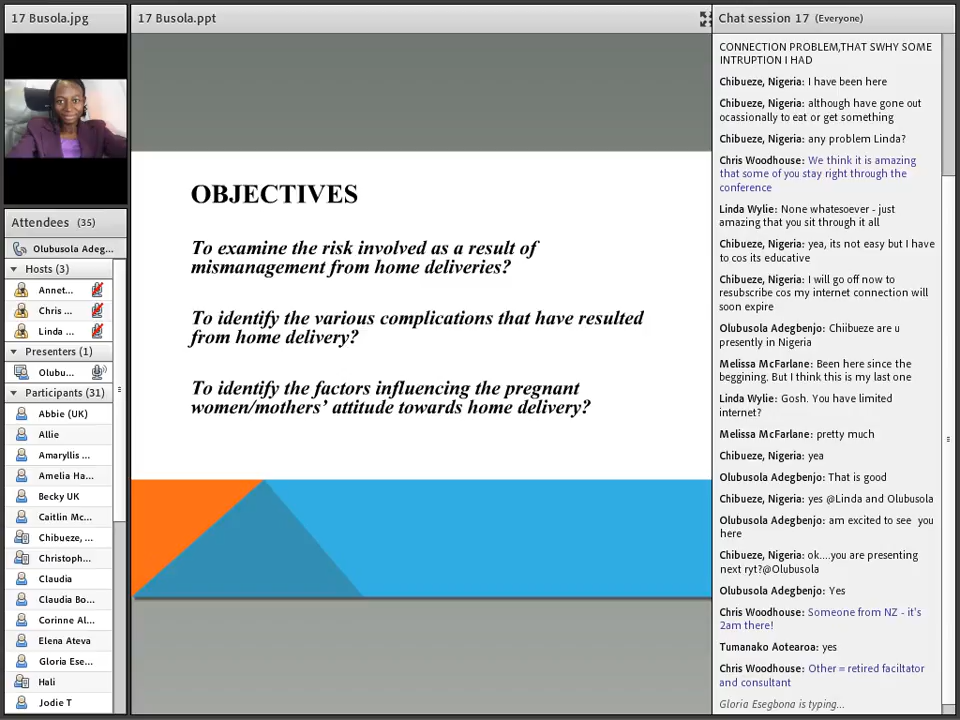 17 Busola.jpg
17 Busola.ppt
Chat session 17 (Everyone)
Attendees (35)
Olubusola Adeg...
Hosts (3)
Annet...
Chris ...
Linda ...
Presenters (1)
Olubu...
Participants (31)
Abbie (UK)
Allie
Amaryllis ...
Amelia Ha...
Becky UK
Caitlin Mc...
Chibueze, ...
Christoph...
Claudia
Claudia Bo...
Corinne Al...
Elena Ateva
Gloria Ese...
Hali
Jodie T
OBJECTIVES
To examine the risk involved as a result of
mismanagement from home deliveries?
To identify the various complications that have resulted
from home delivery?
To identify the factors influencing the pregnant
women/mothers’ attitude towards home delivery?
CONNECTION PROBLEM,THAT SWHY SOME
INTRUPTION I HAD
Chibueze, Nigeria: I have been here
Chibueze, Nigeria: although have gone out
ocassionally to eat or get something
Chibueze, Nigeria: any problem Linda?
Chris Woodhouse: We think it is amazing
that some of you stay right through the
conference
Linda Wylie: None whatesoever - just
amazing that you sit through it all
Chibueze, Nigeria: yea, its not easy but I have
to cos its educative
Chibueze, Nigeria: I will go off now to
resubscribe cos my internet connection will
soon expire
Olubusola Adegbenjo: Chiibueze are u
presently in Nigeria
Melissa McFarlane: Been here since the
beggining. But I think this is my last one
Linda Wylie: Gosh. You have limited
internet?
Melissa McFarlane: pretty much
Chibueze, Nigeria: yea
Olubusola Adegbenjo: That is good
Chibueze, Nigeria: yes @Linda and Olubusola
Olubusola Adegbenjo: am excited to see you
here
Chibueze, Nigeria: ok....you are presenting
next ryt?@Olubusola
Olubusola Adegbenjo: Yes
Chris Woodhouse: Someone from NZ - it's
2am there!
Tumanako Aotearoa: yes
Chris Woodhouse: Other = retired faciltator
and consultant
Gloria Esegbona is typing...